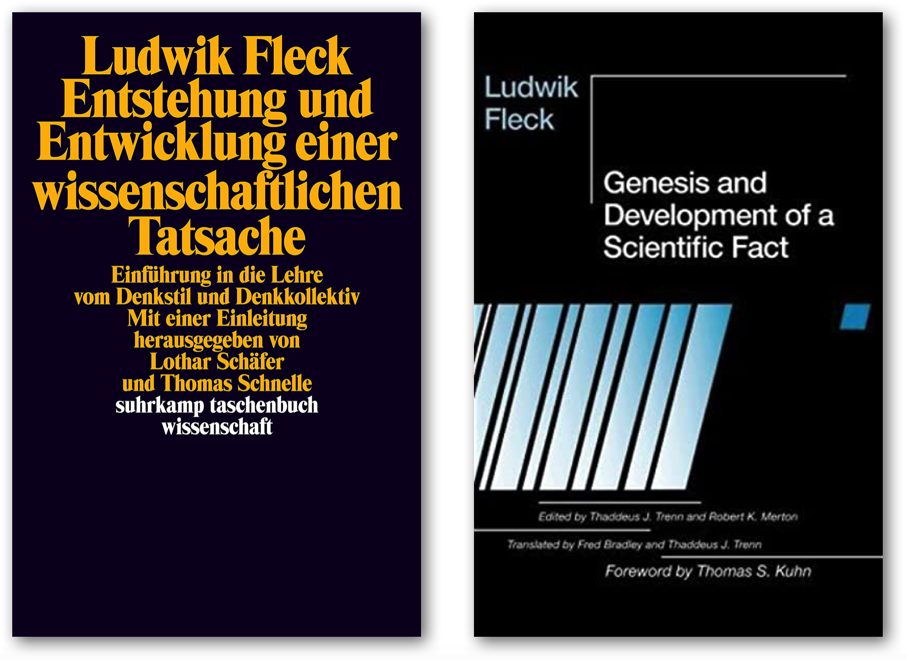 Ludwik Fleck
Entstehung und
Entwicklung einer
wissenschaftlichen
Tatsache
Einführung in die Lehre
vom Denkstil und Denkkollektiv
Mit einer Einleitung
herausgegeben von
Lothar Schäfer
und Thomas Schnelle
suhrkamp taschenbuch
wissenschaft
Ludwik
Fleck
Genesis and
Development of a
Scientific Fact
Edited by Thaddeus J. Trenn and Robert K. Merton
Translated by Fred Bradley and Thaddeus J. Trenn
Foreword by Thomas S. Kuhn